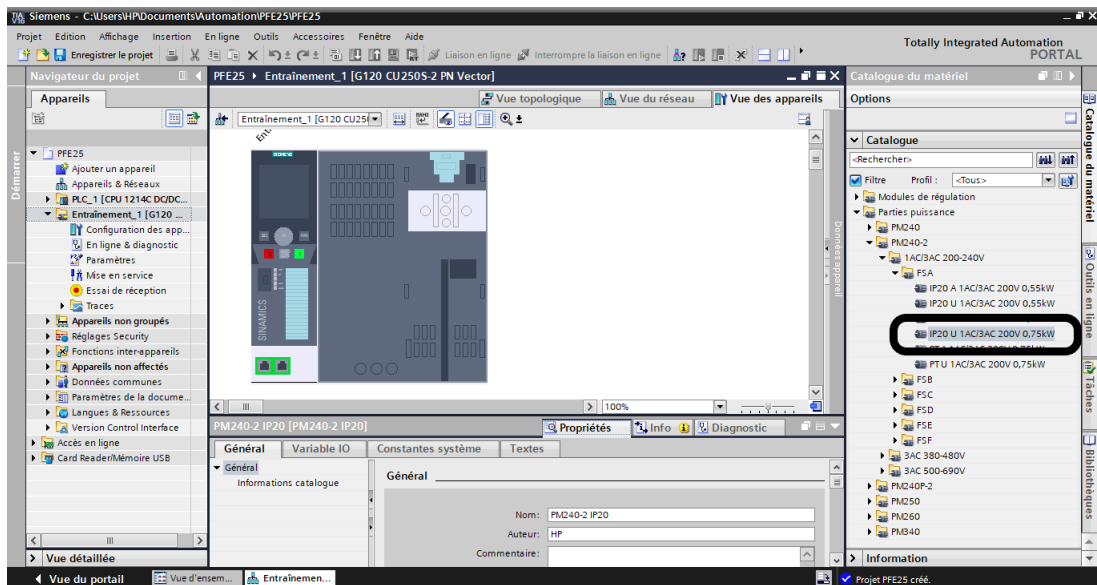 Siemens - C:\Users\HP\Documents\Automation\PFE25\PFE25
Projet Edition Affichage Insertion En ligne Outils Accessoires Fenêtre Aide
Totally Integrated Automation
PORTAL
Enregistrer le projet Liaison en ligne Interrompre la liaison en ligne
Navigateur du projet
Appareils
Démarrer
PFE25
Ajouter un appareil
Appareils & Réseaux
PLC_1 [CPU 1214C DC/DC...
Entraînement_1 [G120 ...
Configuration des app...
En ligne & diagnostic
Paramètres
Mise en service
Essai de réception
Traces
Appareils non groupés
Réglages Security
Fonctions inter-appareils
Appareils non affectés
Données communes
Paramètres de la docume...
Langues & Ressources
Version Control Interface
Accès en ligne
Card Reader/Mémoire USB
Vue détaillée
PFE25 Entraînement_1 [G120 CU250S-2 PN Vector]
Vue topologique Vue du réseau Vue des appareils
Entraînement_1 [G120 CU25
SIEMENS
SINAMICS
Données appareil
100%
PM240-2 IP20 [PM240-2 IP20]
Propriétés Info Diagnostic
Général Variable IO Constantes système Textes
Général
Informations catalogue
Général
Nom: PM240-2 IP20
Auteur: HP
Commentaire:
Catalogue du matériel
Options
Catalogue
<Rechercher>
Filtre Profil : <Tous>
Modules de régulation
Parties puissance
PM240
PM240-2
1AC/3AC 200-240V
FSA
IP20 A 1AC/3AC 200V 0,55kW
IP20 U 1AC/3AC 200V 0,55kW
IP20 U 1AC/3AC 200V 0,75kW
PT U 1AC/3AC 200V 0,75kW
FSB
FSC
FSD
FSE
FSF
3AC 380-480V
3AC 500-690V
PM240P-2
PM250
PM260
PM340
Information
Catalogue du matériel
Outils en ligne
Tâches
Bibliothèques
Vue du portail Vue d'ensem... Entraînemen...
Projet PFE25 créé.